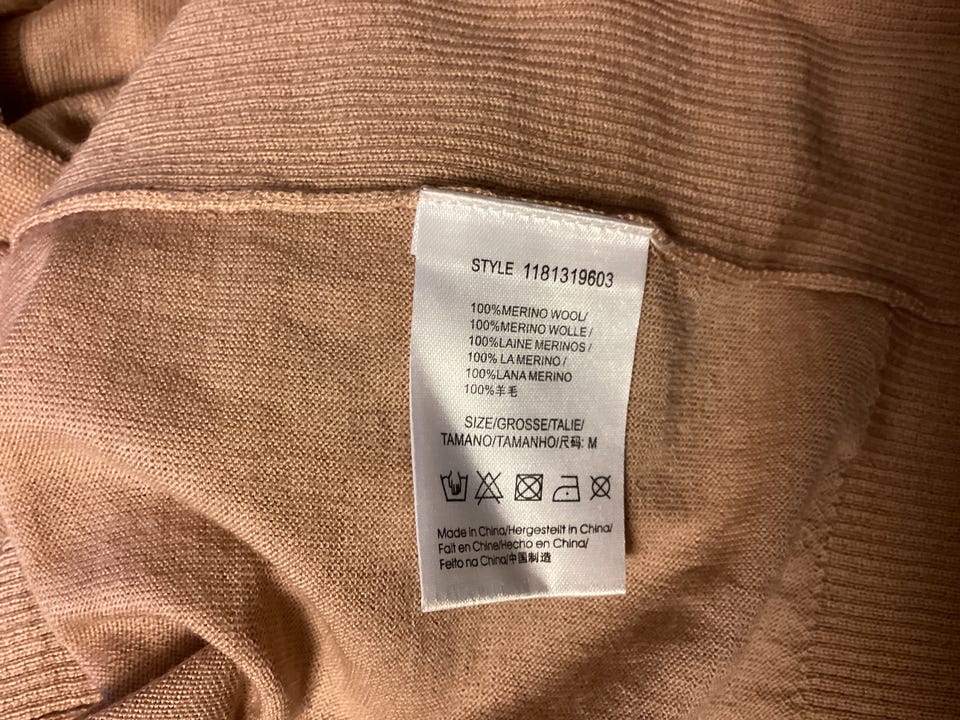 STYLE 1181319603
100%MERINO WOOL/
100%MERINO WOLLE/
100%LAINE MERINOS/
100% LA MERINO/
100%LANA MERINO
100%羊毛
SIZE/GROSSE/TALIE/
TAMANO/TAMANHO/尺码: M
Made in China/Hergestellt in China/
Fait en Chine/Hecho en China/
Feito na China/中国制造